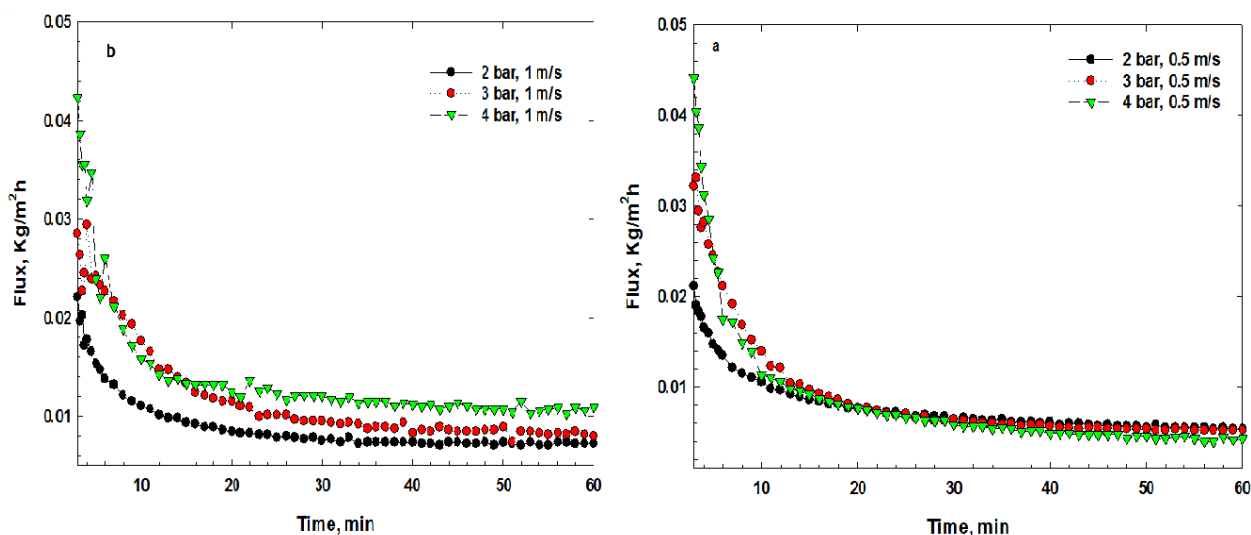 b
2 bar, 1 m/s
3 bar, 1 m/s
4 bar, 1 m/s
Flux, Kg/m²h
0.05
0.04
0.03
0.02
0.01
10 20 30 40 50 60
Time, min
a
2 bar, 0.5 m/s
3 bar, 0.5 m/s
4 bar, 0.5 m/s
Flux, Kg/m²h
0.05
0.04
0.03
0.02
0.01
10 20 30 40 50 60
Time, min